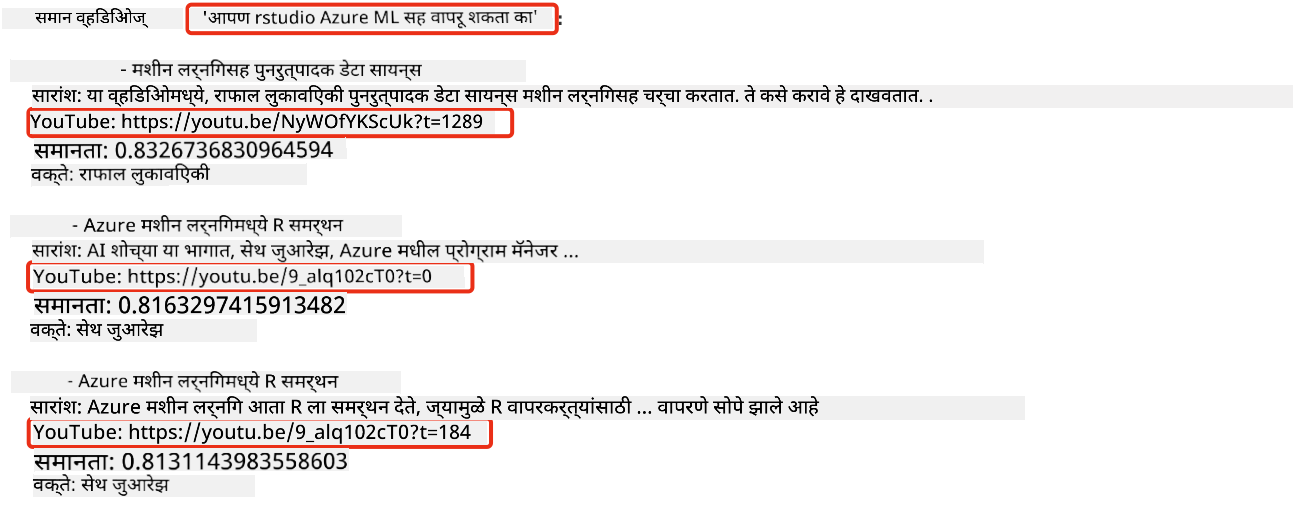 समान व्हिडिओज् 'आपण rstudio Azure ML सह वापरू शकता का' :
- मशीन लर्निंगसह पुनरुत्पादक डेटा सायन्स
सारांश: या व्हिडिओमध्ये, राफाल लुकावएिकी पुनरुत्पादक डेटा सायन्स मशीन लर्निंगसह चर्चा करतात. ते कसे करावे हे दाखवतात. .
YouTube: https://youtu.be/NyWOfYKScUk?t=1289
समानता: 0.8326736830964594
वक्ते: राफाल लुकावएिकी
- Azure मशीन लर्निंगमध्ये R समर्थन
सारांश: AI शोच्या या भागात, सेथ जुआरेझ, Azure मधील प्रोग्राम मॅनेजर ...
YouTube: https://youtu.be/9_alq102cT0?t=0
समानता: 0.8163297415913482
वक्ते: सेथ जुआरेझ
- Azure मशीन लर्निंगमध्ये R समर्थन
सारांश: Azure मशीन लर्निंग आता R ला समर्थन देते, ज्यामुळे R वापरकर्त्यांसाठी ... वापरणे सोपे झाले आहे
YouTube: https://youtu.be/9_alq102cT0?t=184
समानता: 0.8131143983558603
वक्ते: सेथ जुआरेझ